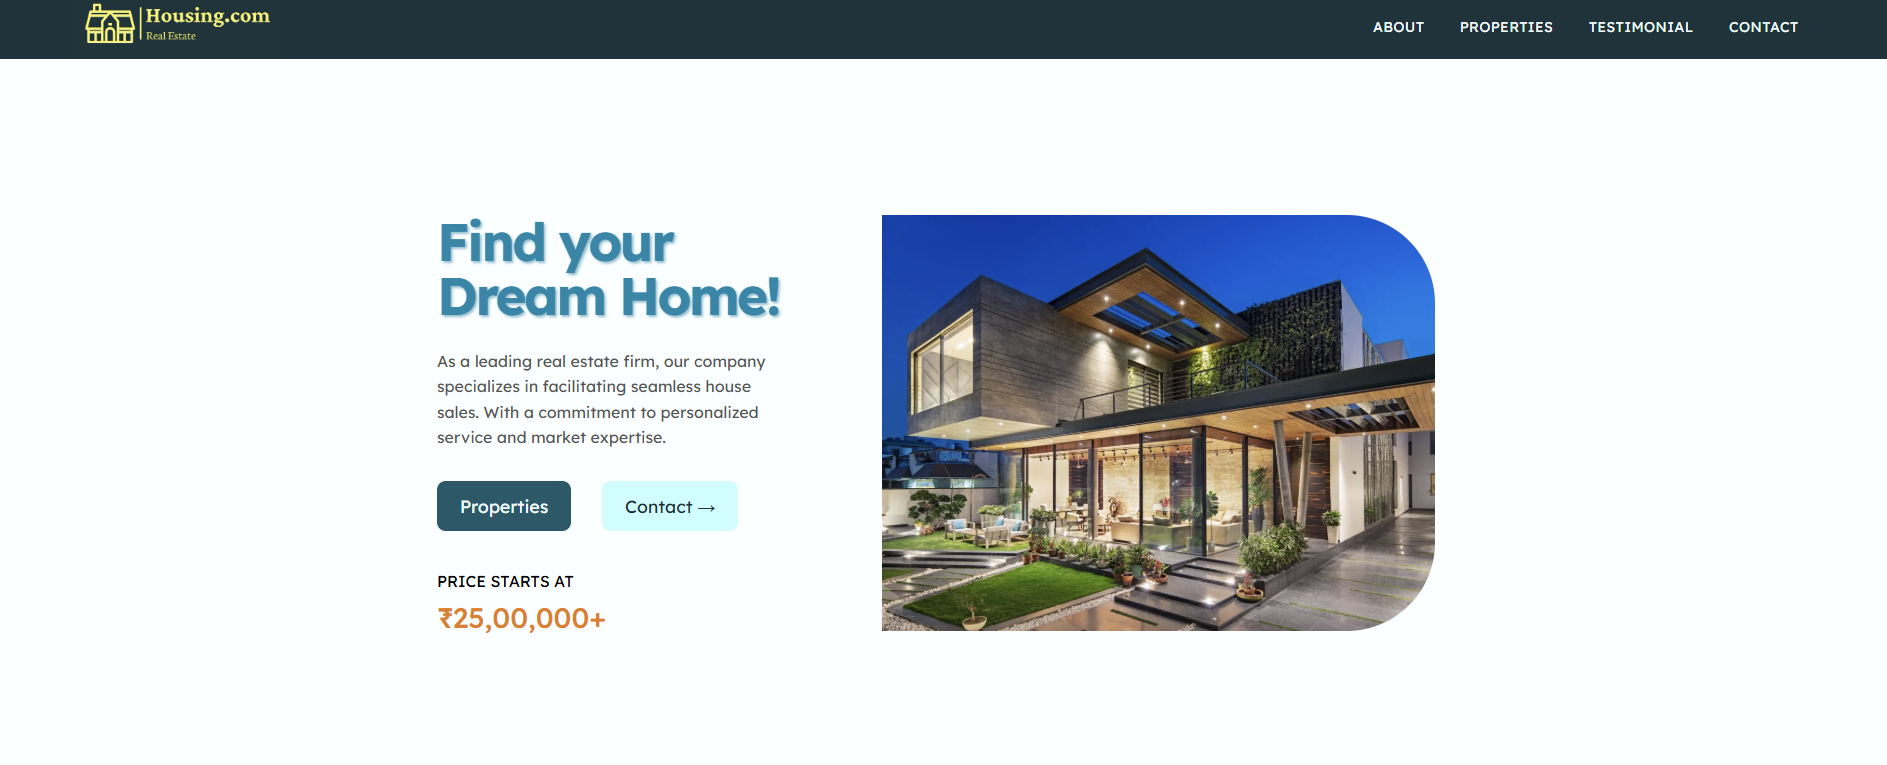 Housing.com
Real Estate
ABOUT PROPERTIES TESTIMONIAL CONTACT
Find your
Dream Home!
As a leading real estate firm, our company
specializes in facilitating seamless house
sales. With a commitment to personalized
service and market expertise.
Properties Contact →
PRICE STARTS AT
₹25,00,000+